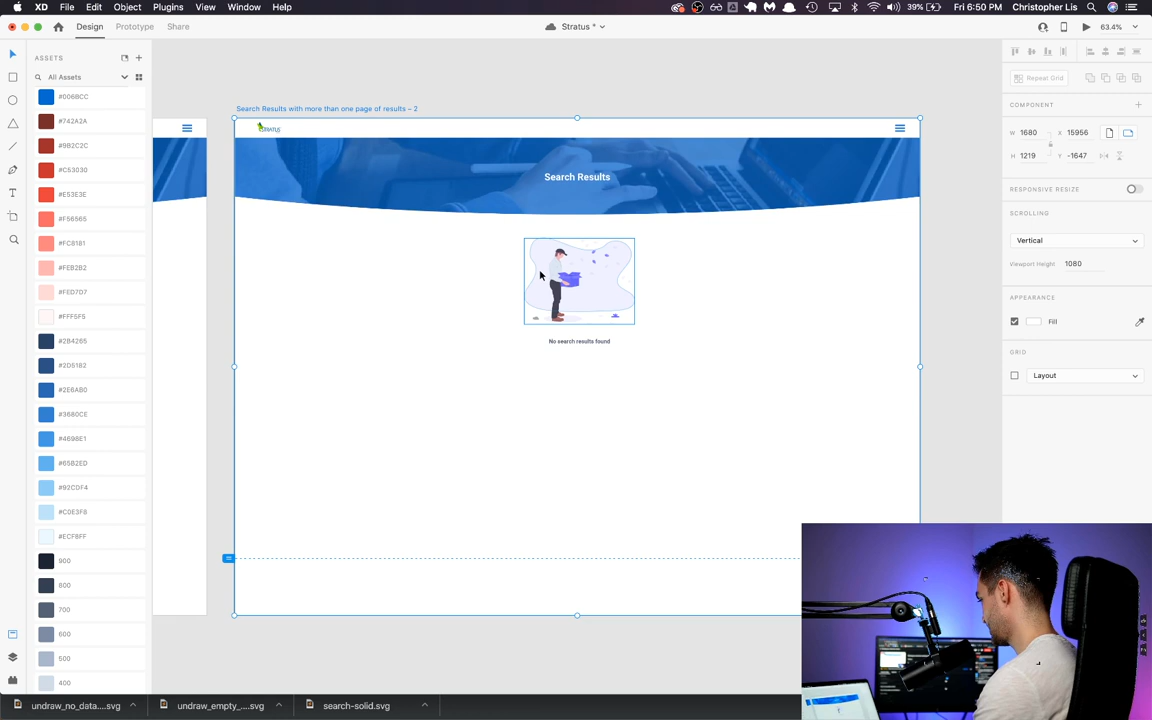 XD File Edit Object Plugins View Window Help
39% Fri 6:50 PM Christopher Lis
Design Prototype Share
Stratus *
63.4%
ASSETS
All Assets
#006BCC
#742A2A
#9B2C2C
#C53030
#E53E3E
#F56565
#FC8181
#FEB2B2
#FED7D7
#FFF5F5
#2B4265
#2D5182
#2E6AB0
#3680CE
#4698E1
#65B2ED
#92CDF4
#C0E3F8
#ECF8FF
900
800
700
600
500
400
Search Results with more than one page of results – 2
STRATUS
Search Results
No search results found
Repeat Grid
COMPONENT
W 1680 X 15956
H 1219 Y -1647
RESPONSIVE RESIZE
SCROLLING
Vertical
Viewport Height 1080
APPEARANCE
Fill
GRID
Layout
undraw_no_data....svg
undraw_empty_....svg
search-solid.svg